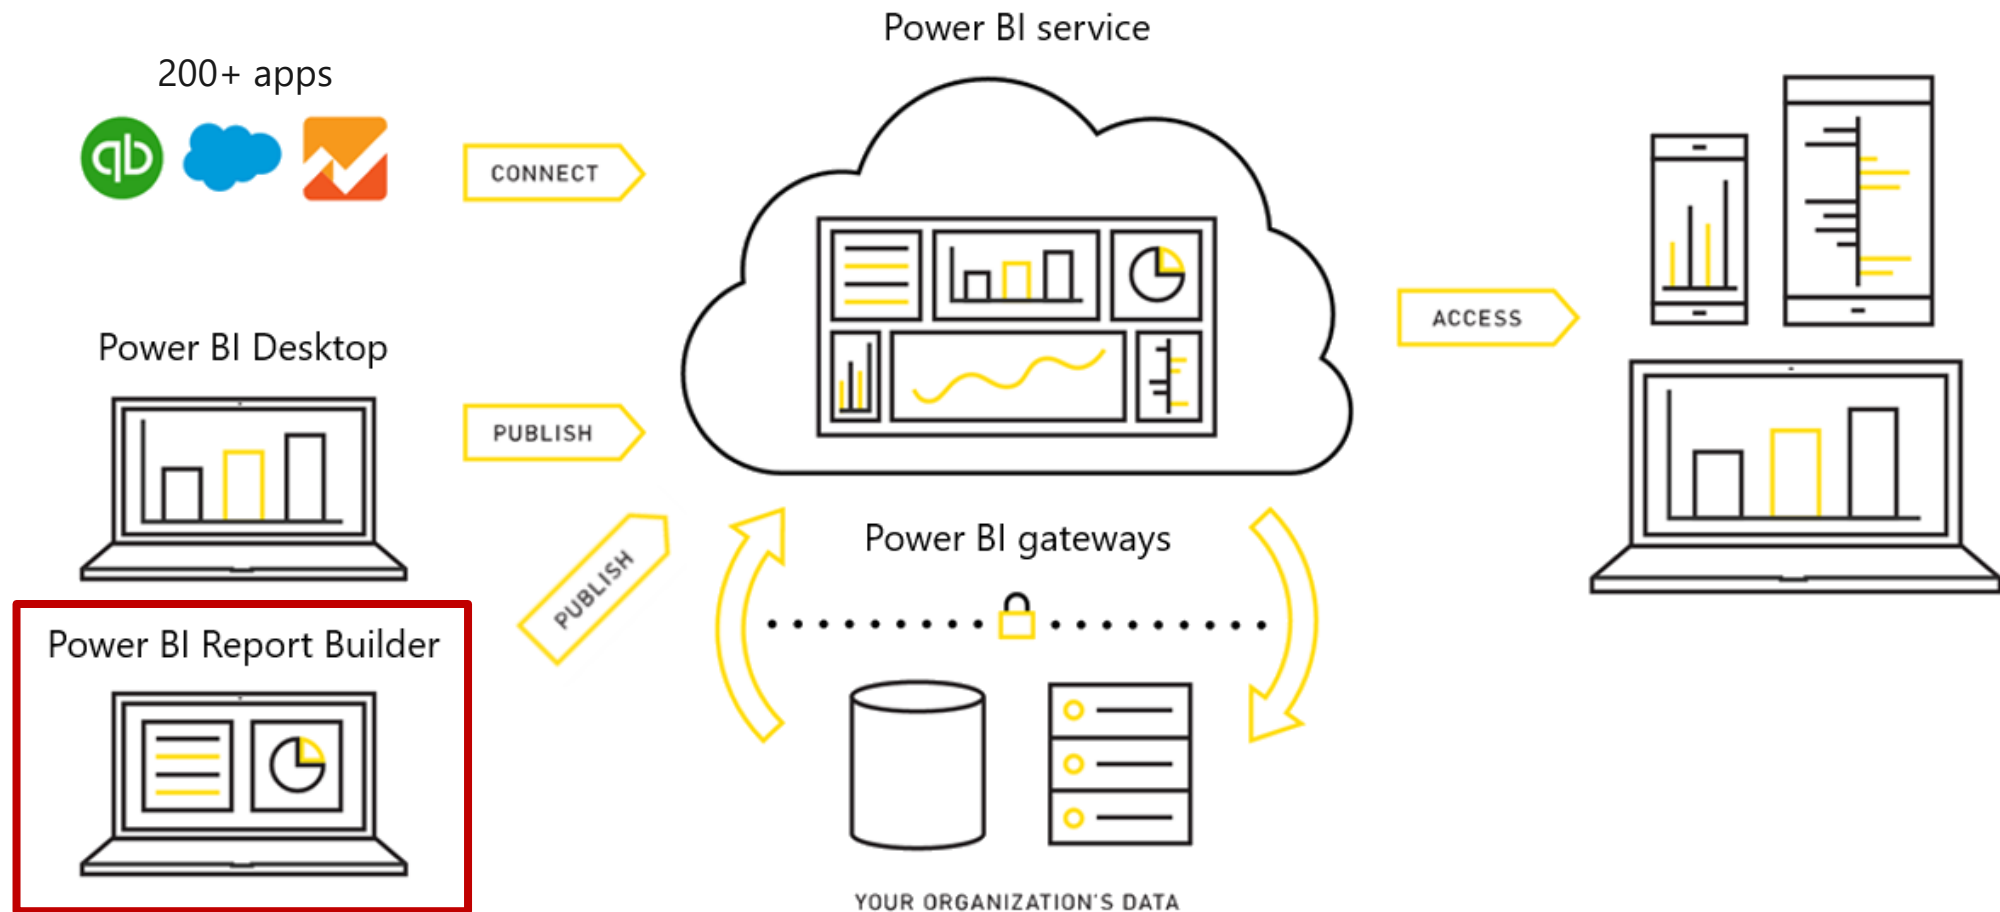 Power BI service
200+ apps
qb
CONNECT
ACCESS
Power BI Desktop
PUBLISH
PUBLISH
Power BI gateways
Power BI Report Builder
YOUR ORGANIZATION'S DATA